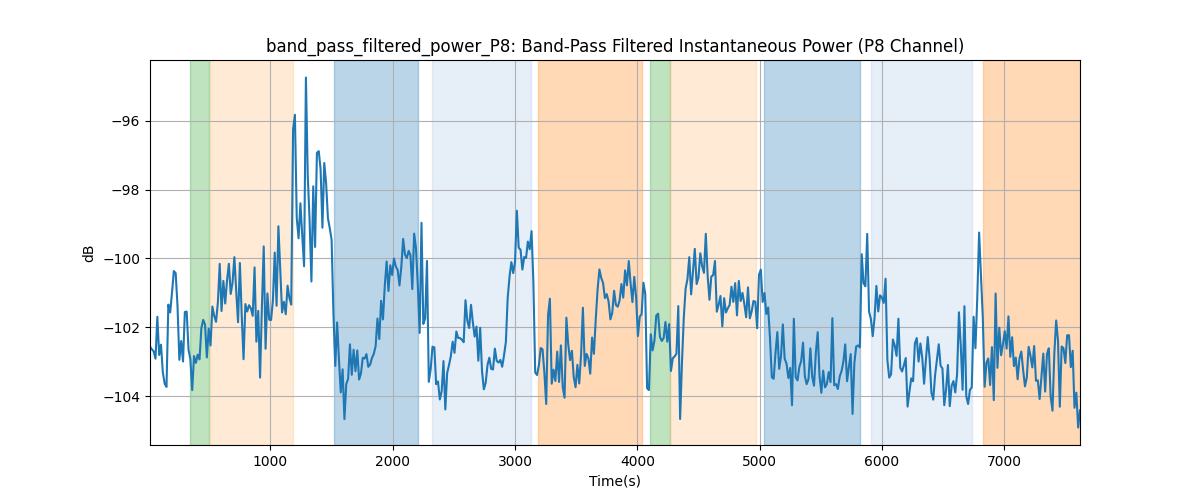 band_pass_filtered_power_P8: Band-Pass Filtered Instantaneous Power (P8 Channel)
dB
−96
−98
−100
−102
−104
1000 2000 3000 4000 5000 6000 7000
Time(s)